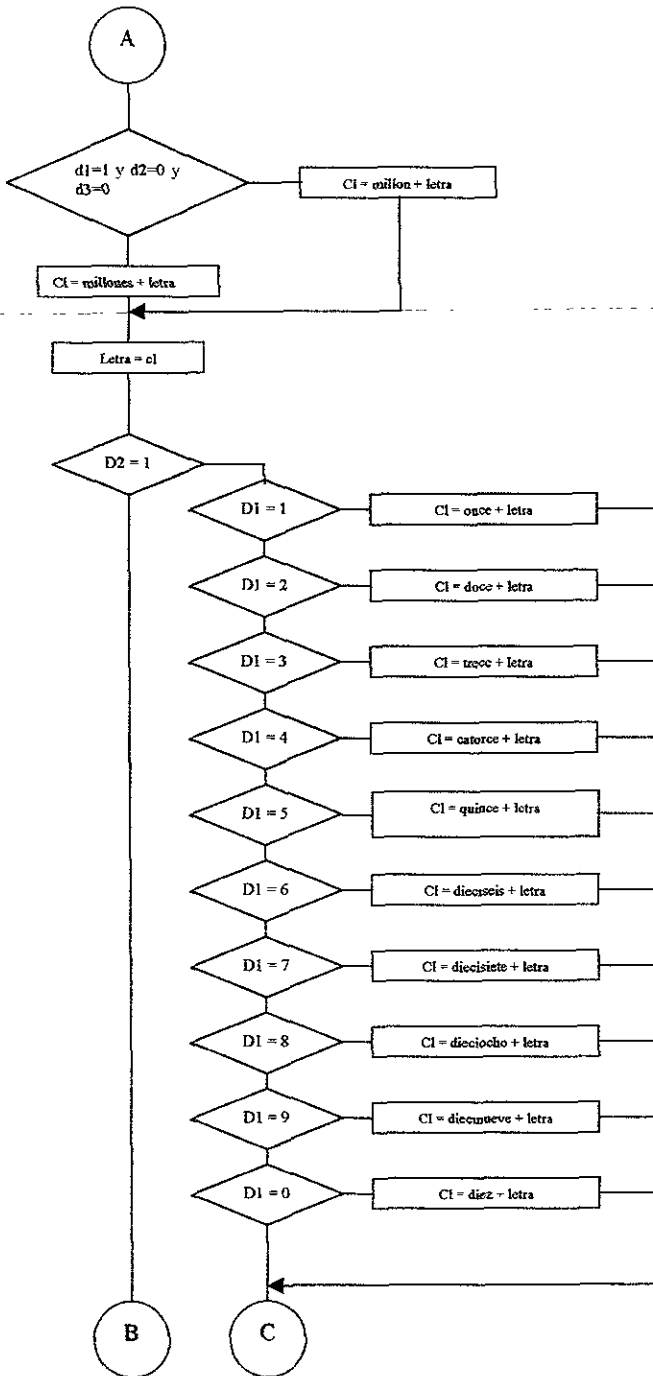 A
d1=1 y d2=0 y
d3=0
Cl = millon + letra
Cl = millones + letra
Letra = cl
D2 = 1
D1 = 1
Cl = once + letra
D1 = 2
Cl = doce + letra
D1 = 3
Cl = trece + letra
D1 = 4
Cl = catorce + letra
D1 = 5
Cl = quince + letra
D1 = 6
Cl = dieciseis + letra
D1 = 7
Cl = diecisiete + letra
D1 = 8
Cl = dieciocho + letra
D1 = 9
Cl = diecinueve + letra
D1 = 0
Cl = diez + letra
B
C